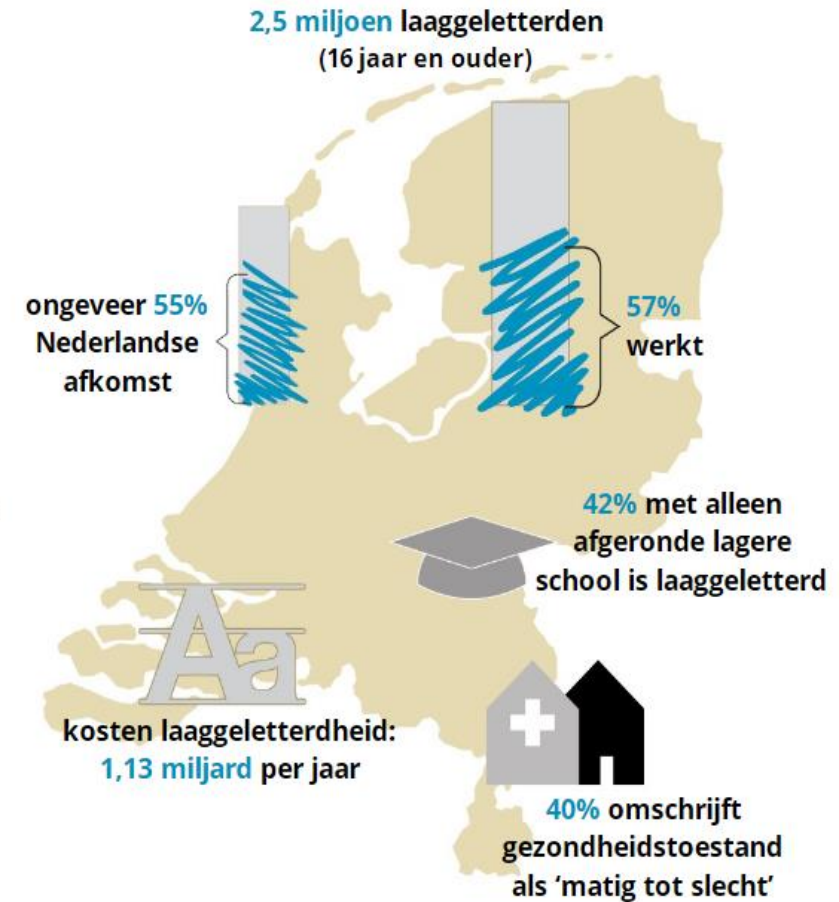 2,5 miljoen laaggeletterden
(16 jaar en ouder)
ongeveer 55%
Nederlandse
afkomst
57%
werkt
42% met alleen
afgeronde lagere
school is laaggeletterd
Aa
kosten laaggeletterdheid:
1,13 miljard per jaar
40% omschrijft
gezondheidstoestand
als ‘matig tot slecht’